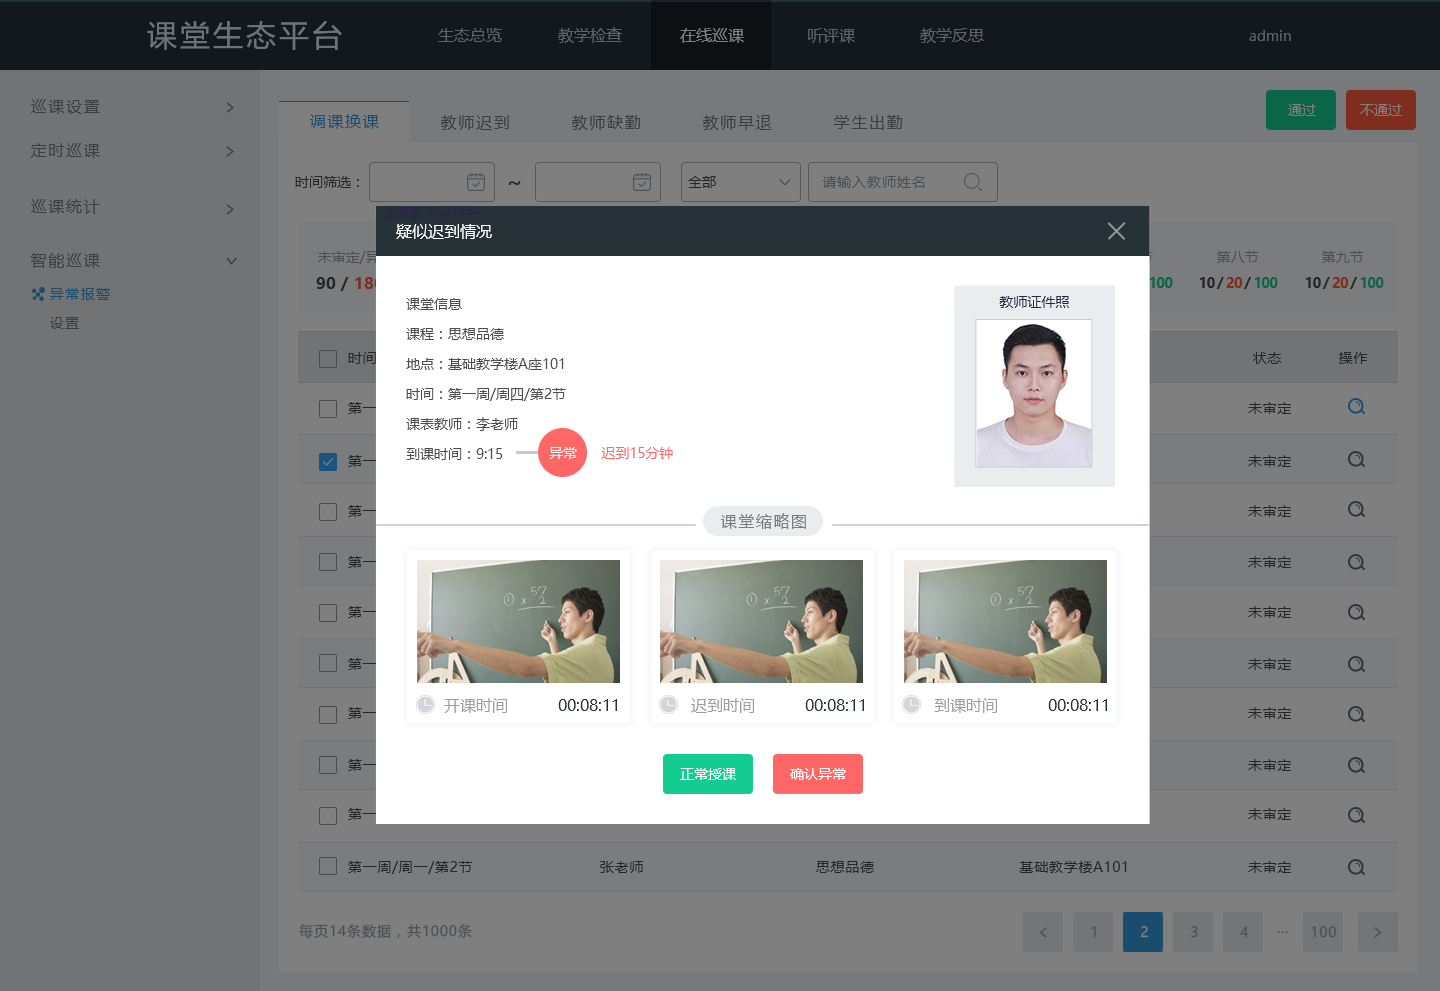 课堂生态平台
生态总览
教学检查
在线巡课
听评课
教学反思
admin
巡课设置
定时巡课
巡课统计
智能巡课
异常报警
设置
调课换课
教师迟到
教师缺勤
教师早退
学生出勤
通过
不通过
时间筛选：
~
全部
请输入教师姓名
疑似迟到情况
未审定/异
90 / 180
100
第八节
10 / 20 / 100
第九节
10 / 20 / 100
课堂信息
课程：思想品德
地点：基础教学楼A座101
时间：第一周/周四/第2节
课表教师：李老师
到课时间：9:15
异常
迟到15分钟
教师证件照
时间
状态
操作
第一
未审定
第一
未审定
第一
未审定
第一
未审定
第一
未审定
第一
未审定
第一
未审定
第一
未审定
第一
未审定
课堂缩略图
① x 57
2
① x 57
2
① x 57
2
开课时间 00:08:11
迟到时间 00:08:11
到课时间 00:08:11
正常授课
确认异常
第一周/周一/第2节 张老师 思想品德 基础教学楼A101 未审定
每页14条数据，共1000条
< 1 2 3 4 ... 100 >